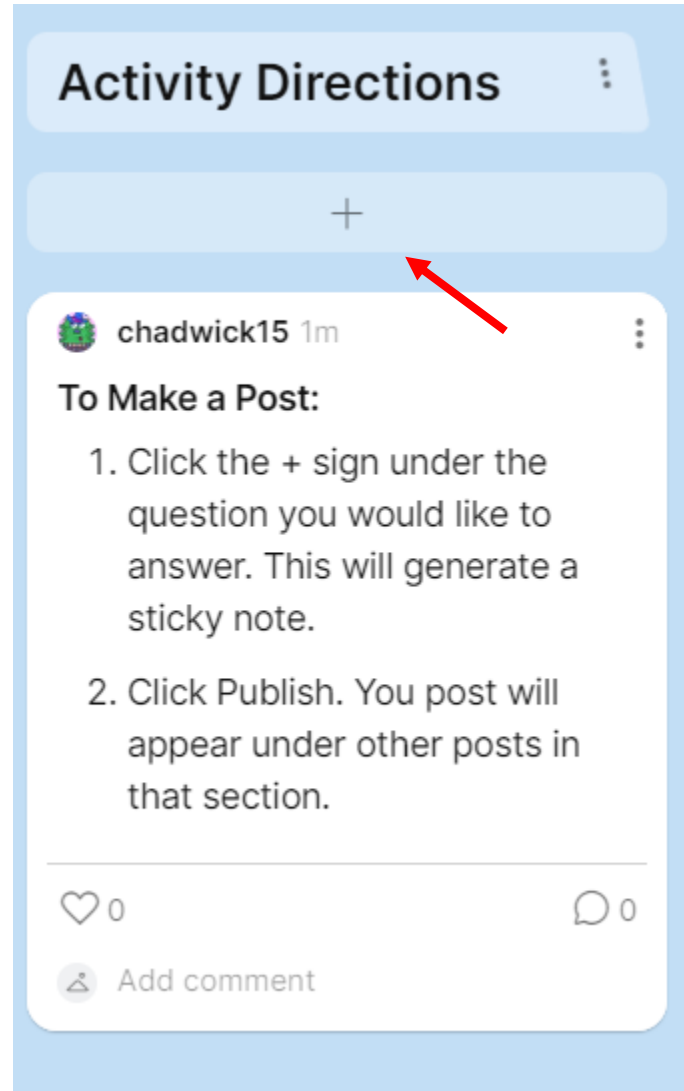 Activity Directions
+
chadwick15 1m
To Make a Post:
1. Click the + sign under the
question you would like to
answer. This will generate a
sticky note.
2. Click Publish. You post will
appear under other posts in
that section.
0 0
Add comment